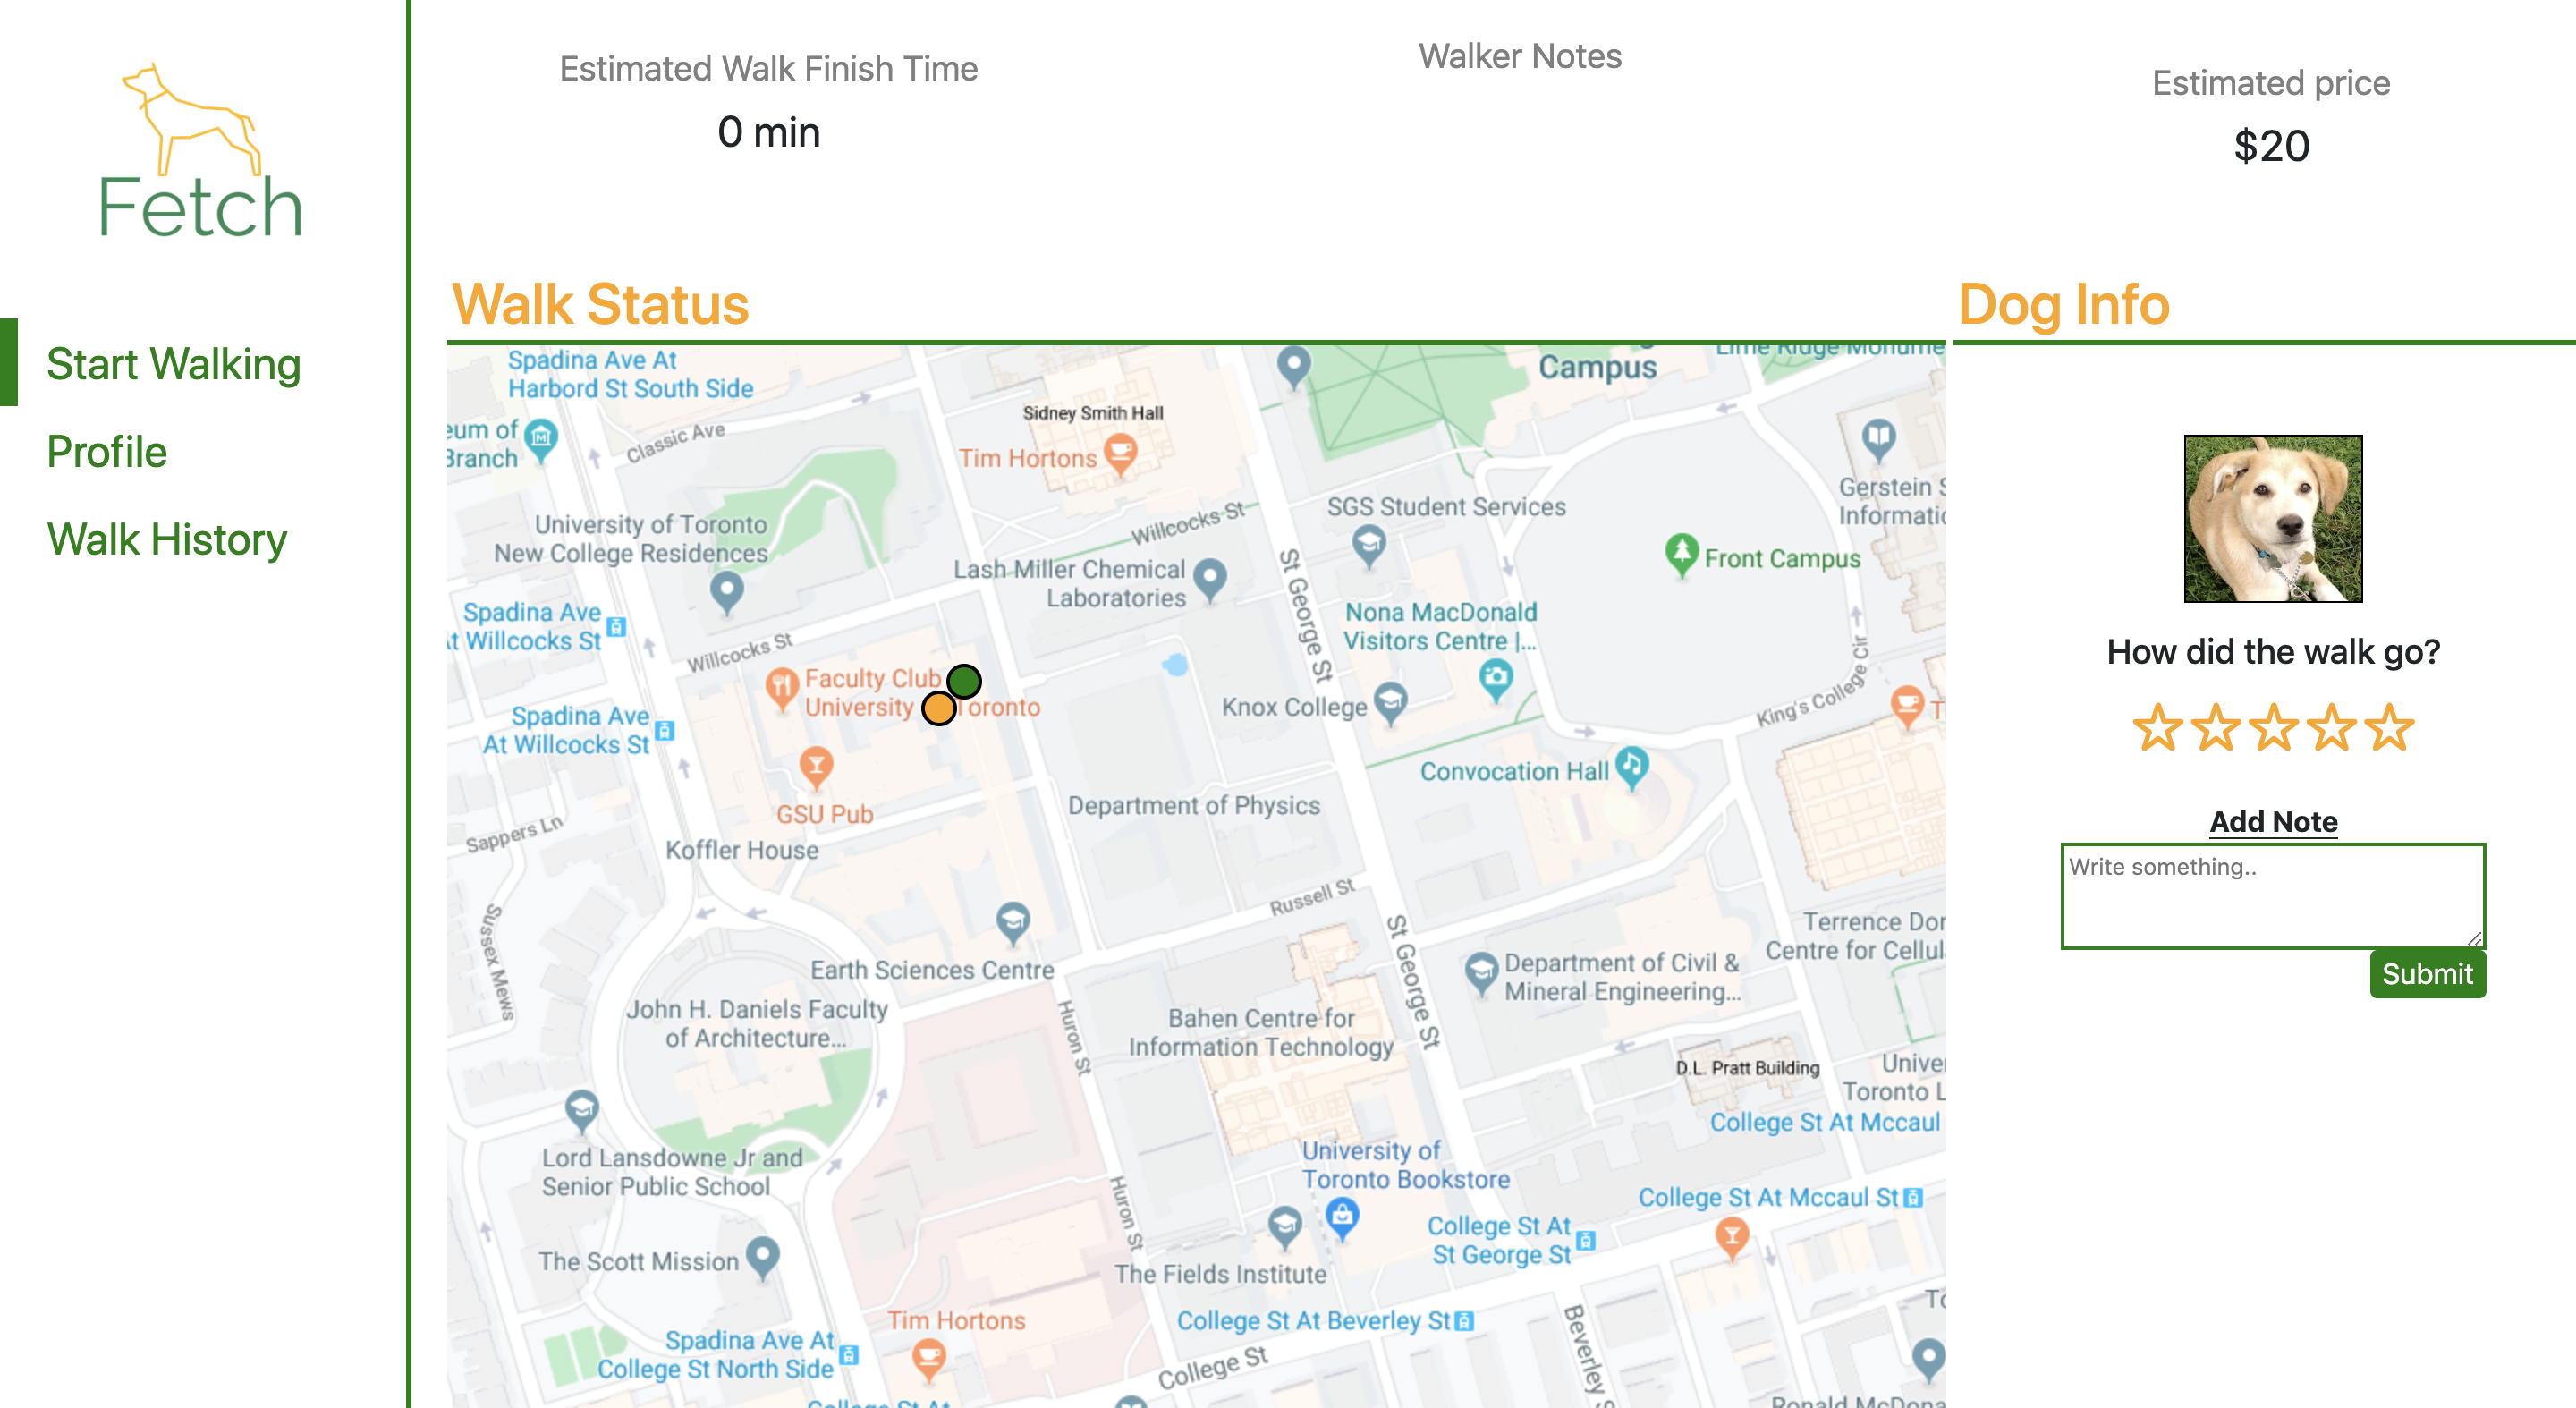 Fetch
Start Walking
Profile
Walk History
Estimated Walk Finish Time
0 min
Walker Notes
Estimated price
$20
Walk Status
Spadina Ave At
Harbord St South Side
Campus
Sidney Smith Hall
eum of
Branch
Classic Ave
Tim Hortons
Gerstein
Informatic
SGS Student Services
Willcocks St
University of Toronto
New College Residences
Front Campus
Lash Miller Chemical
Laboratories
St George St
Nona MacDonald
Visitors Centre |...
Spadina Ave
At Willcocks St
Willcocks St
King's College Cir
Faculty Club
University Toronto
Knox College
Spadina Ave
At Willcocks St
Convocation Hall
GSU Pub
Department of Physics
Sappers Ln
Koffler House
Russell St
Sussex Mews
Terrence Don
Centre for Cellul
St George St
Department of Civil &
Mineral Engineering...
Earth Sciences Centre
John H. Daniels Faculty
of Architecture...
Huron St
Bahen Centre for
Information Technology
D.L. Pratt Building
Univer
Toronto L
College St At Mccaul
Lord Lansdowne Jr and
Senior Public School
University of
Toronto Bookstore
Huron St
College St At Mccaul St
College St At
St George St
The Scott Mission
The Fields Institute
Tim Hortons
College St At Beverley St
Beverley S
Spadina Ave At
College St North Side
College St
Dog Info
How did the walk go?
Add Note
Write something..
Submit